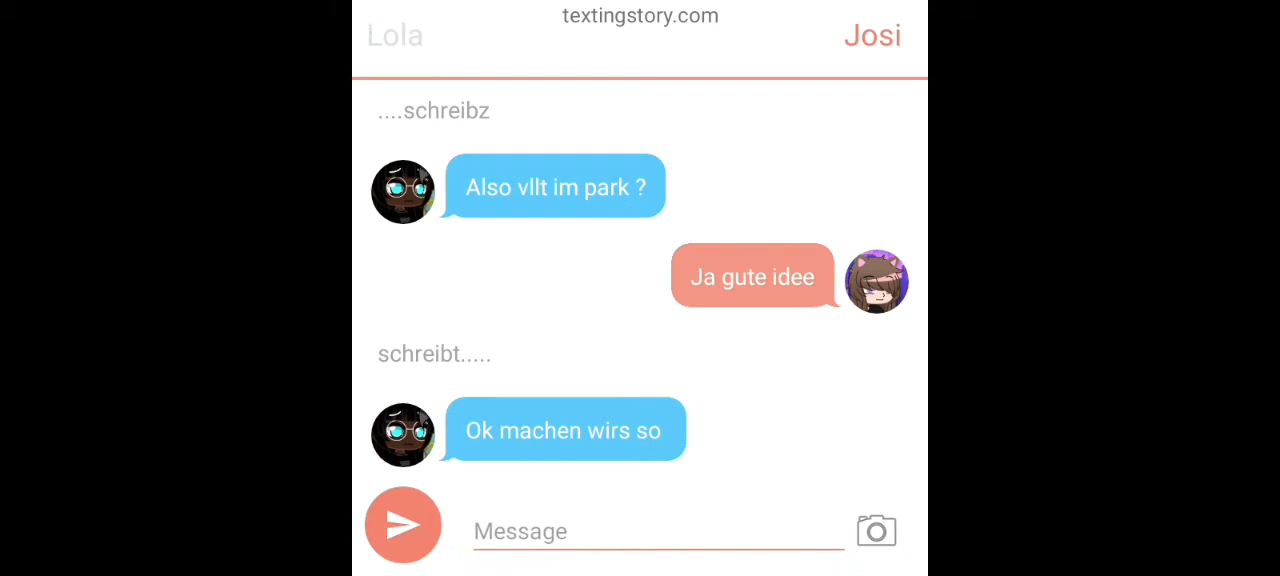 textingstory.com
Lola
Josi
....schreibz
Also vllt im park ?
Ja gute idee
schreibt.....
Ok machen wirs so
Message